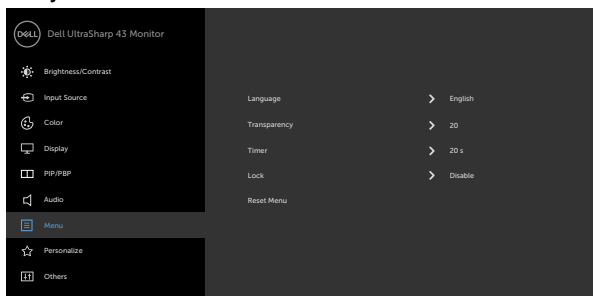 DELL Dell UltraSharp 43 Monitor
Brightness/Contrast
Input Source
Language English
Color
Transparency 20
Display
Timer 20 s
PIP/PBP
Lock Disable
Audio
Reset Menu
Menu
Personalize
Others